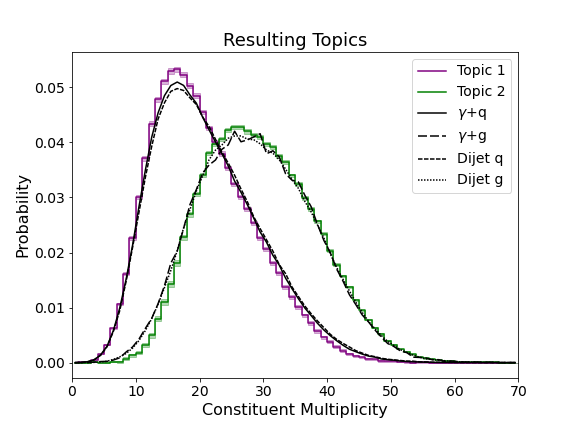 Resulting Topics
Probability
0.05
0.04
0.03
0.02
0.01
0.00
0 10 20 30 40 50 60 70
Constituent Multiplicity
Topic 1
Topic 2
γ+q
γ+g
Dijet q
Dijet g